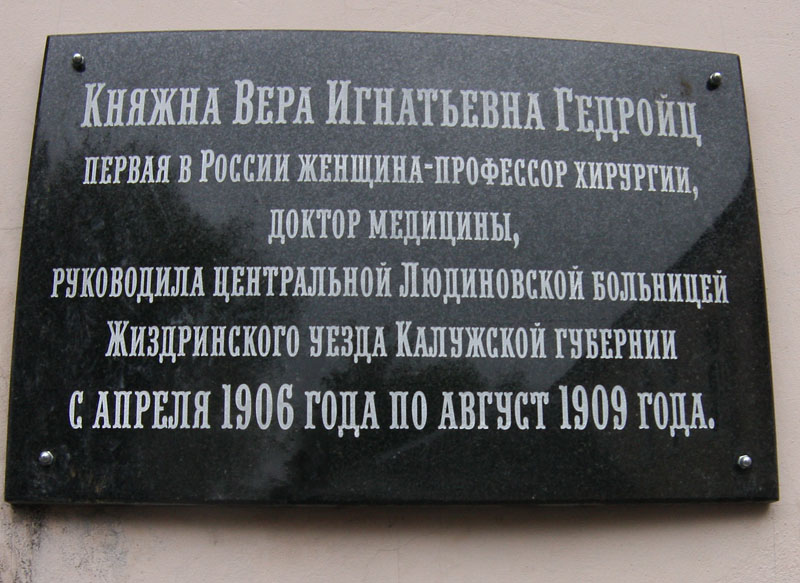 Княжна Вера Игнатьевна Гедройц
первая в России женщина-профессор хирургии,
доктор медицины,
руководила центральной Людиновской больницей
Жиздринского уезда Калужской губернии
с апреля 1906 года по август 1909 года.